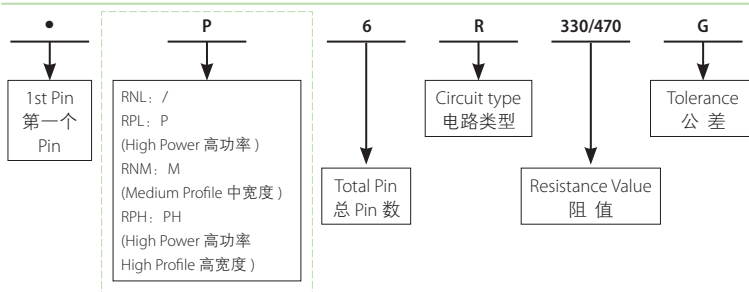 • P 6 R 330/470 G
1st Pin
第一个
Pin
RNL：/
RPL：P
(High Power 高功率 )
RNM：M
(Medium Profile 中宽度 )
RPH：PH
(High Power 高功率
High Profile 高宽度 )
Total Pin
总 Pin 数
Circuit type
电路类型
Resistance Value
阻 值
Tolerance
公 差